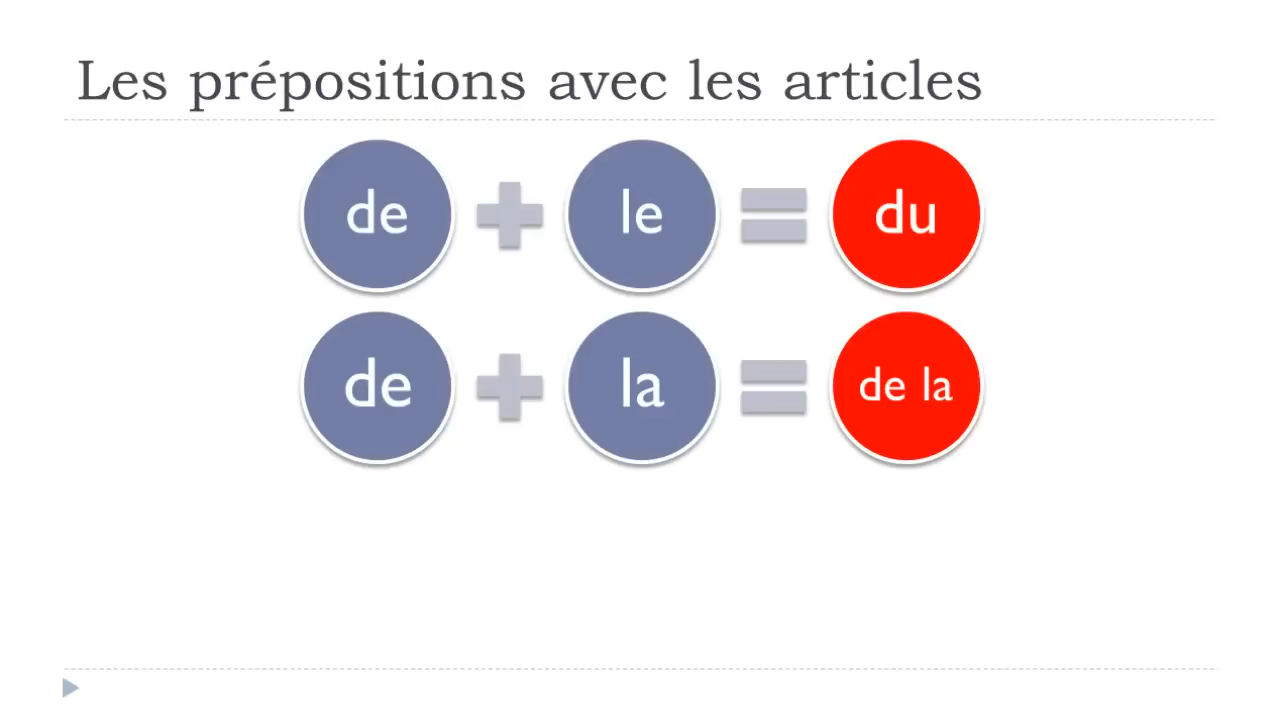 Les prépositions avec les articles
de + le = du
de + la = de la